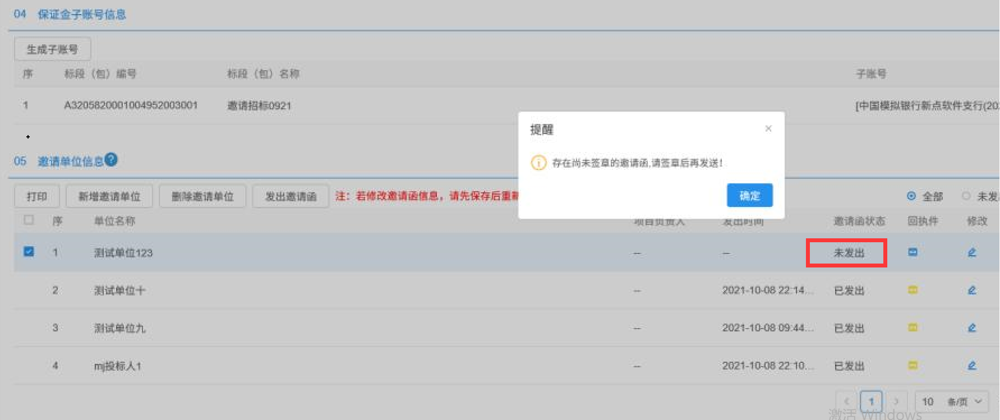 04 保证金子账号信息
生成子账号
序 标段（包）编号 标段（包）名称 子账号
1 A3205820001004952003001 邀请招标0921 [中国模拟银行新点软件支行(202
提醒 ×
存在尚未签章的邀请函,请签章后再发送!
确定
05 邀请单位信息?
打印 新增邀请单位 删除邀请单位 发出邀请函 注：若修改邀请函信息，请先保存后重新 全部 未发
序 单位名称 项目负责人 发出时间 邀请函状态 回执件 修改
1 测试单位123 -- -- 未发出
2 测试单位十 -- 2021-10-08 22:14... 已发出
3 测试单位九 -- 2021-10-08 09:44... 已发出
4 mj投标人1 -- 2021-10-08 22:10... 已发出
1 10 条/页
激活 Windows